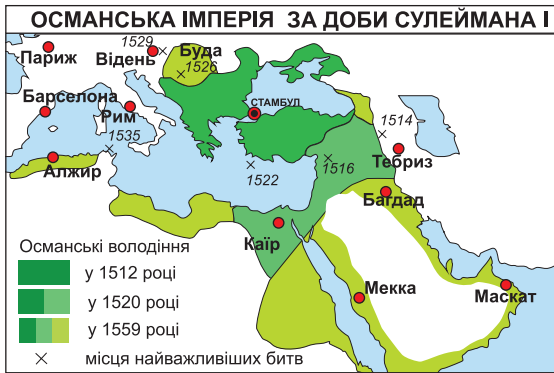 ОСМАНСЬКА ІМПЕРІЯ ЗА ДОБИ СУЛЕЙМАНА І
1529
Париж
Відень
Буда
1526
Барселона
Рим
СТАМБУЛ
1514
1535
Тебриз
1516
Алжир
1522
Багдад
Каїр
Османські володіння
у 1512 році
у 1520 році
у 1559 році
місця найважливіших битв
Мекка
Маскат